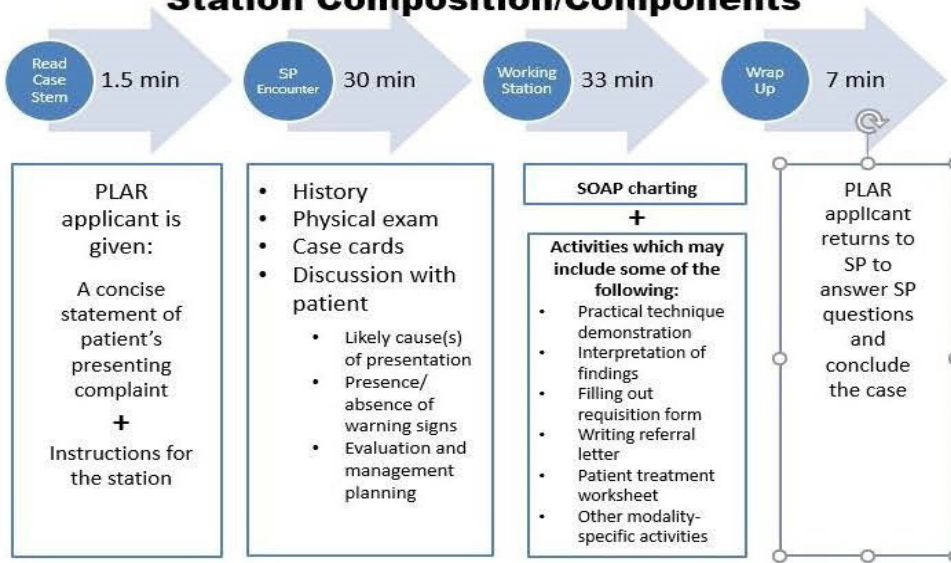 Station Composition/Components
Read
Case
Stem
1.5 min
SP
Encounter
30 min
Working
Station
33 min
Wrap
Up
7 min
PLAR
applicant is
given:
A concise
statement of
patient's
presenting
complaint
+
Instructions for
the station
• History
• Physical exam
• Case cards
• Discussion with
patient
• Likely cause(s)
of presentation
• Presence/
absence of
warning signs
• Evaluation and
management
planning
SOAP charting
+
Activities which may
include some of the
following:
• Practical technique
demonstration
• Interpretation of
findings
• Filling out
requisition form
• Writing referral
letter
• Patient treatment
worksheet
• Other modality-
specific activities
PLAR
applicant
returns to
SP to
answer SP
questions
and
conclude
the case